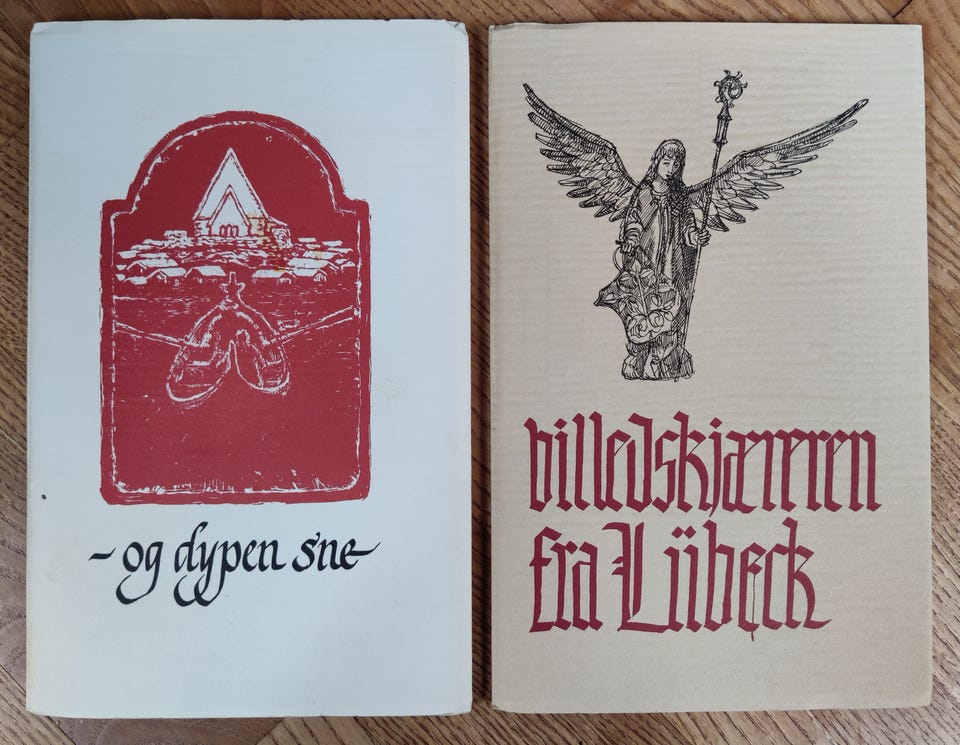 - og dypen sne
billedskjæreren
fra Lübeck